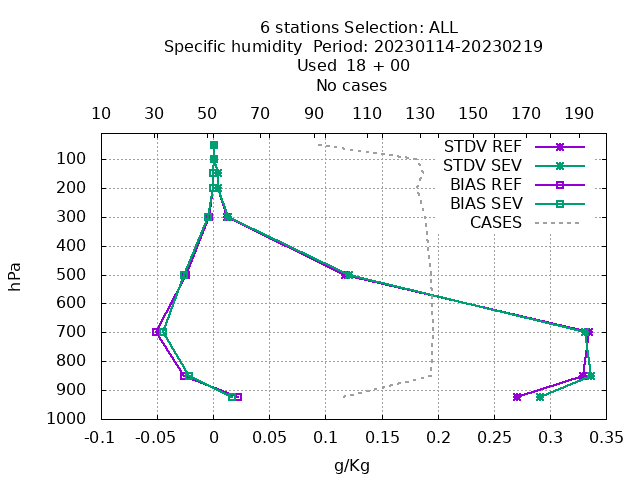 6 stations Selection: ALL
Specific humidity  Period: 20230114-20230219
Used  18 + 00
No cases
10 30 50 70 90 110 130 150 170 190
STDV REF
STDV SEV
BIAS REF
BIAS SEV
CASES
hPa
100
200
300
400
500
600
700
800
900
1000
-0.1 -0.05 0 0.05 0.1 0.15 0.2 0.25 0.3 0.35
g/Kg